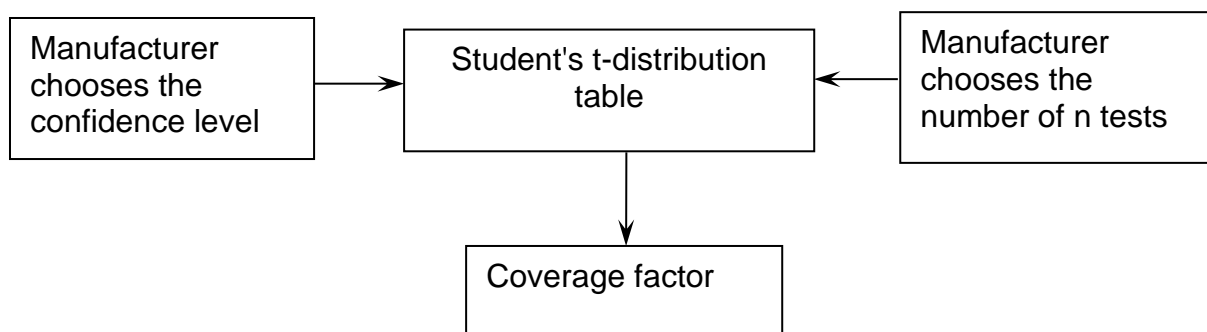 Manufacturer
chooses the
confidence level
Student's t-distribution
table
Manufacturer
chooses the
number of n tests
Coverage factor